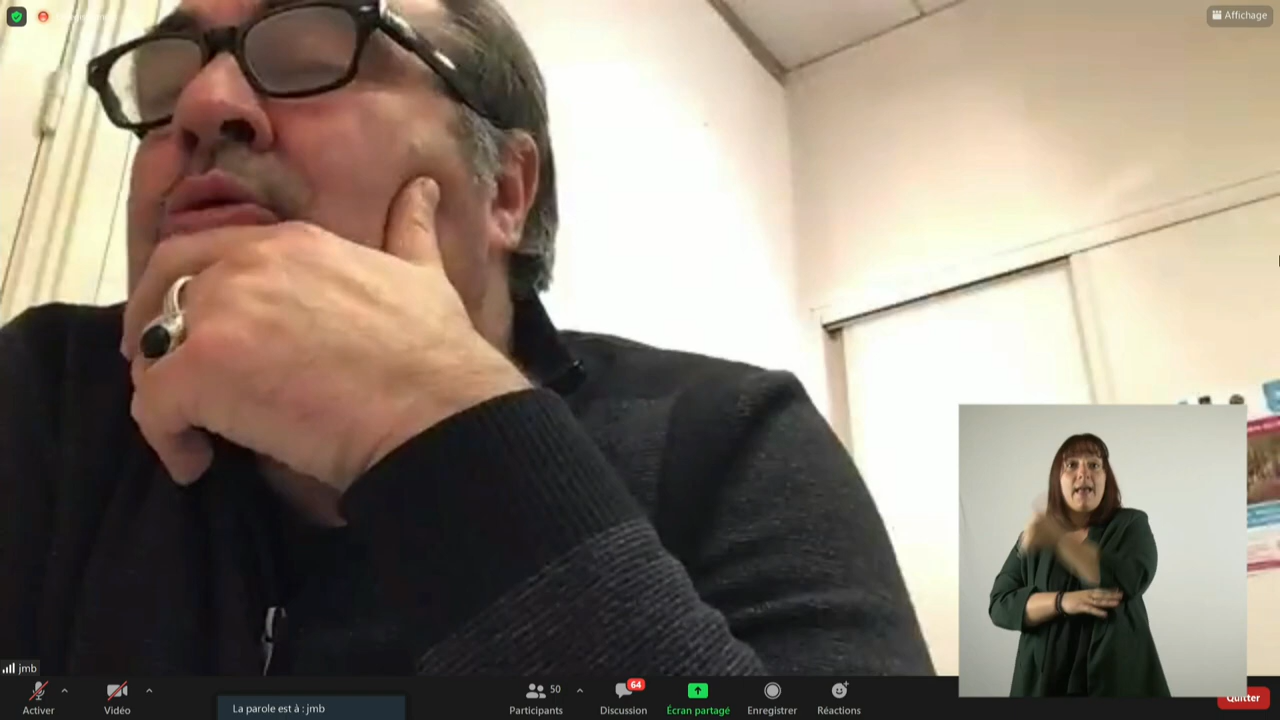 Affichage
jmb
Activer
Vidéo
La parole est à : jmb
50
Participants
64
Discussion
Écran partagé
Enregistrer
Réactions
Quitter